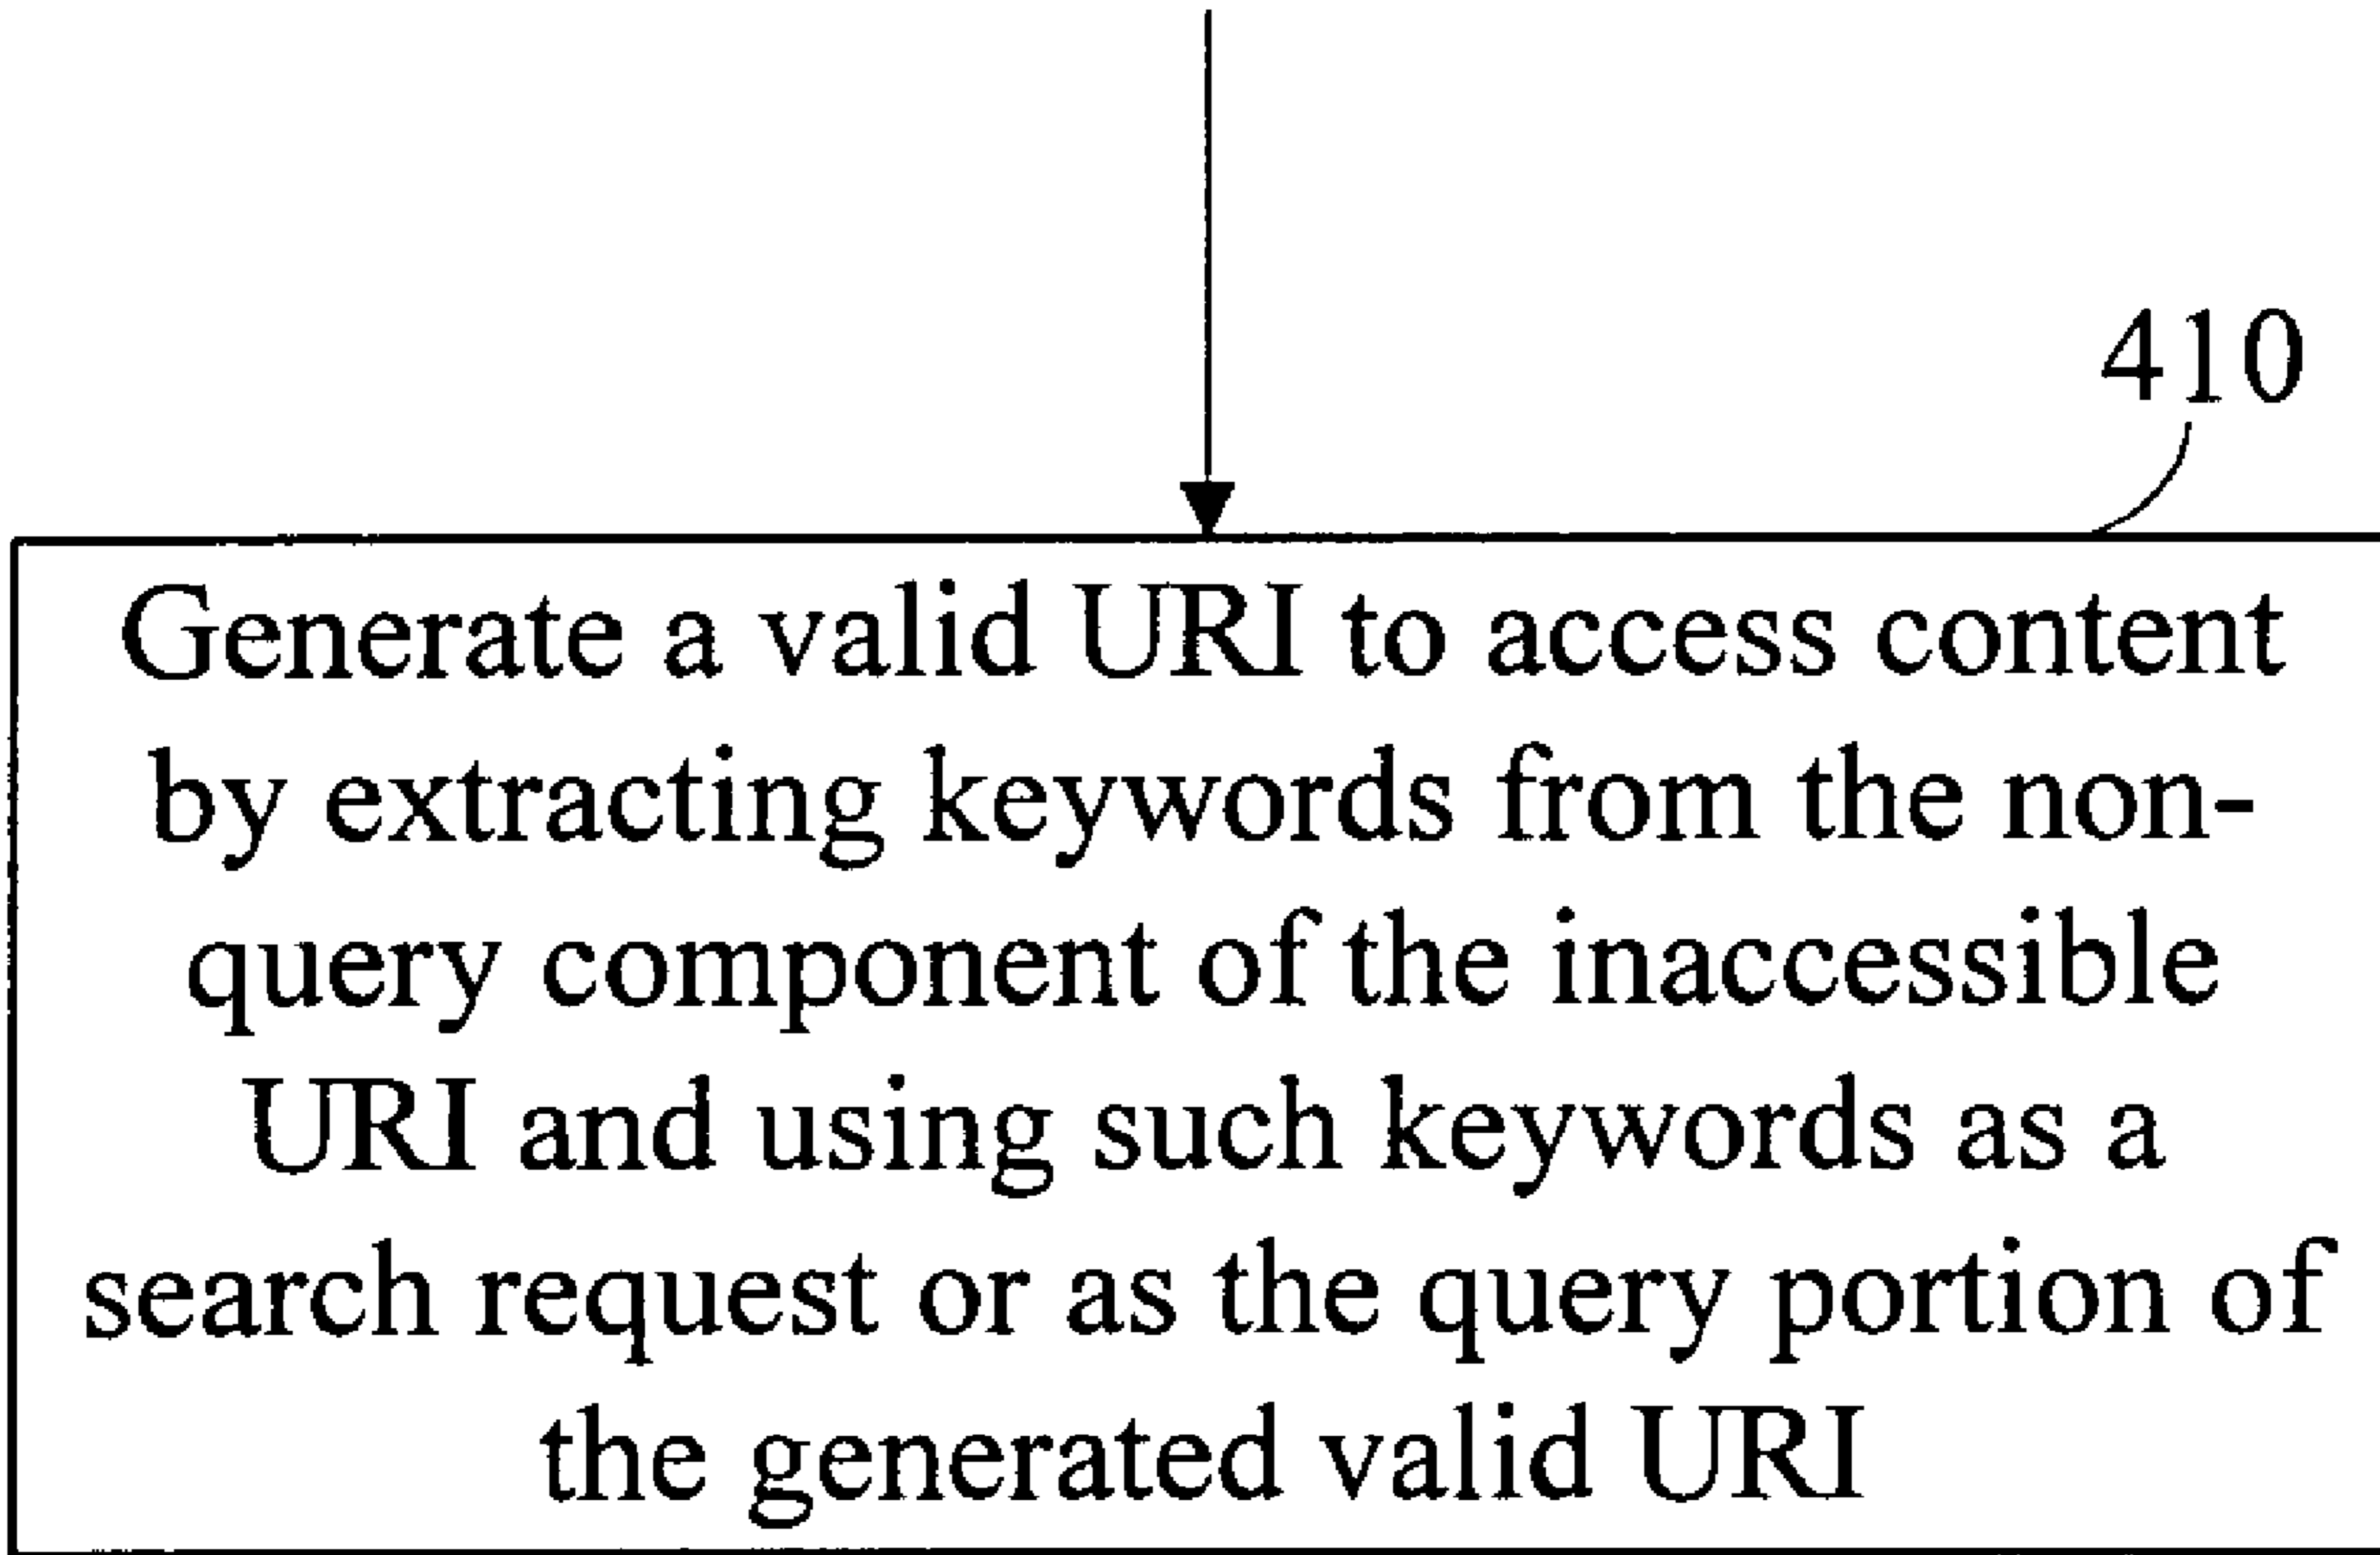 410
Generate a valid URI to access content
by extracting keywords from the non-
query component of the inaccessible
URI and using such keywords as a
search request or as the query portion of
the generated valid URI